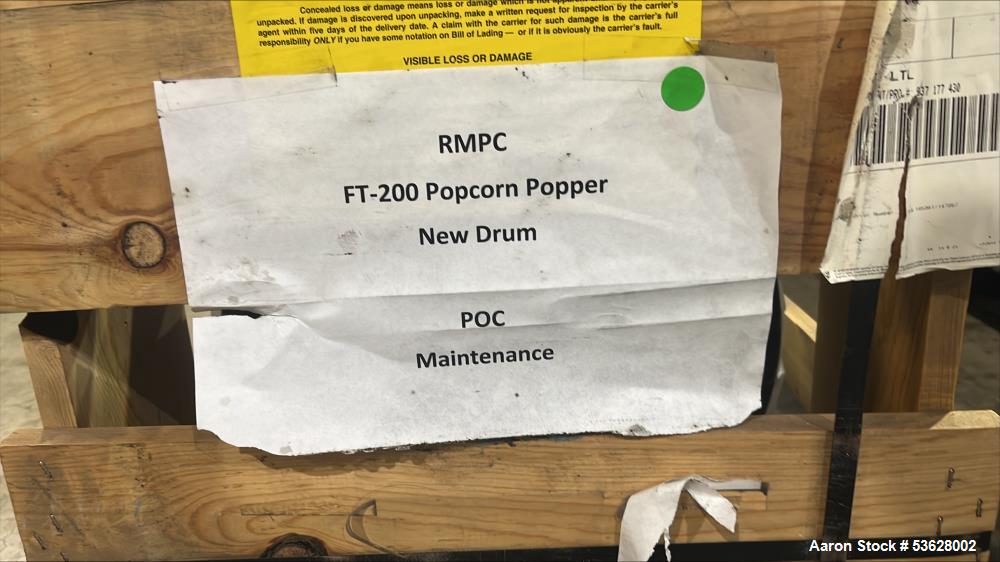 Concealed loss or damage means loss or damage which is not apparent
unpacked. If damage is discovered upon unpacking, make a written request for inspection by the carrier's
agent within five days of the delivery date. A claim with the carrier for such damage is the carrier's full
responsibility ONLY if you have some notation on Bill of Lading — or if it is obviously the carrier's fault.
VISIBLE LOSS OR DAMAGE
RMPC
FT-200 Popcorn Popper
New Drum
POC
Maintenance
LTL
937 177 430
Aaron Stock # 53628002